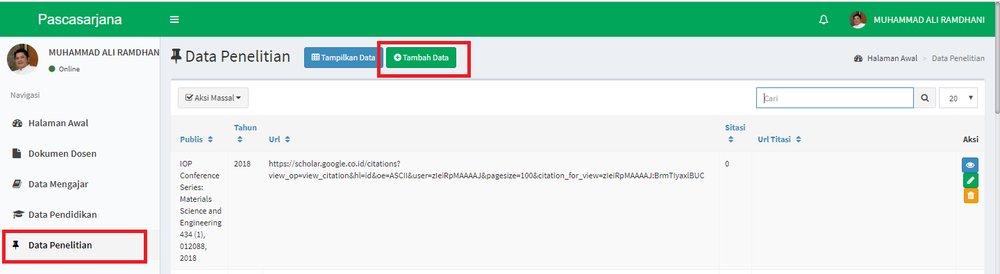 Pascasarjana
MUHAMMAD ALI RAMDHANI
MUHAMMAD ALI RAMDHAN
Online
Navigasi
Halaman Awal
Dokumen Dosen
Data Mengajar
Data Pendidikan
Data Penelitian
Data Penelitian
Tampilkan Data
Tambah Data
Halaman Awal > Data Penelitian
Aksi Massal
Cari
20
Publis
Tahun
Url
Sitasi
Url Titasi
Aksi
IOP
Conference
Series:
Materials
Science and
Engineering
434 (1),
012088,
2018
2018
https://scholar.google.co.id/citations?
view_op=view_citation&hl=id&oe=ASCII&user=zIeiRpMAAAAJ&pagesize=100&citation_for_view=zIeiRpMAAAAJ:BrmTIyaxlBUC
0